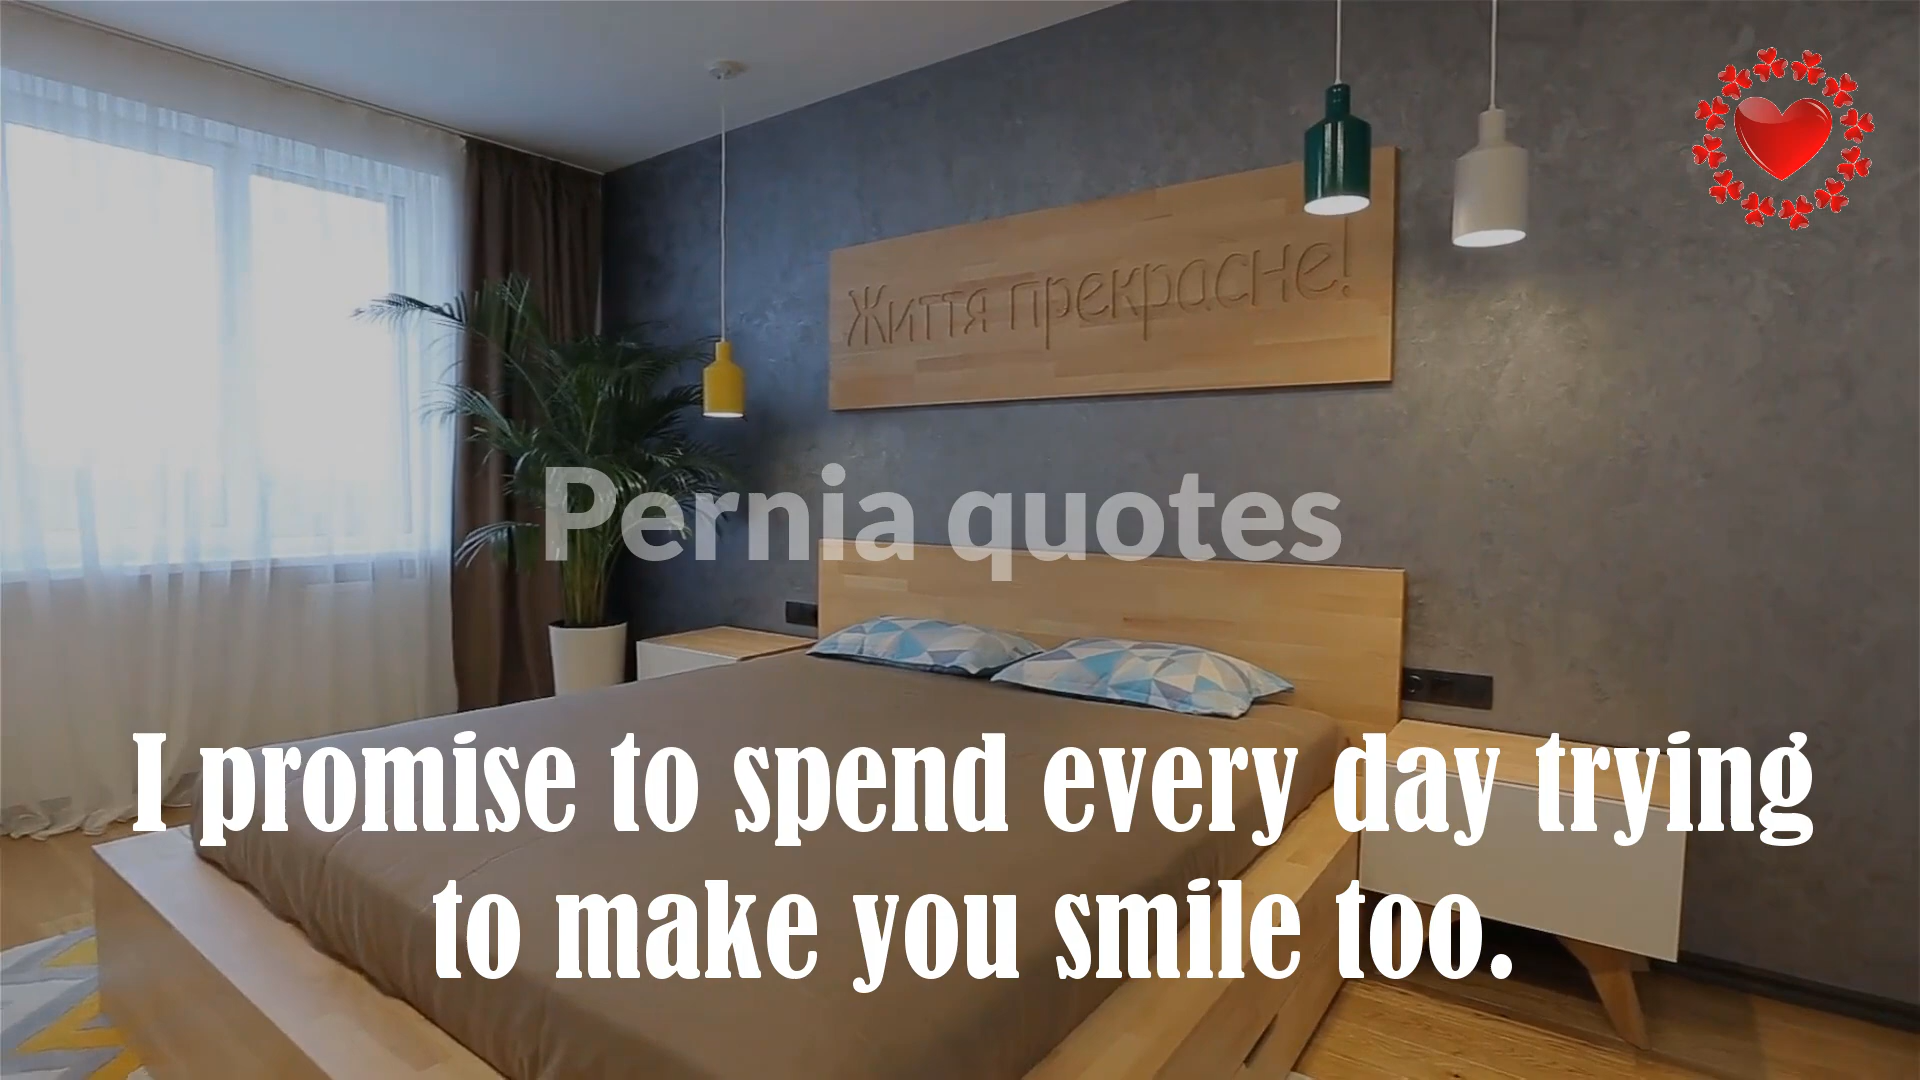 Життя прекрасне!
Pernia quotes
I promise to spend every day trying
to make you smile too.